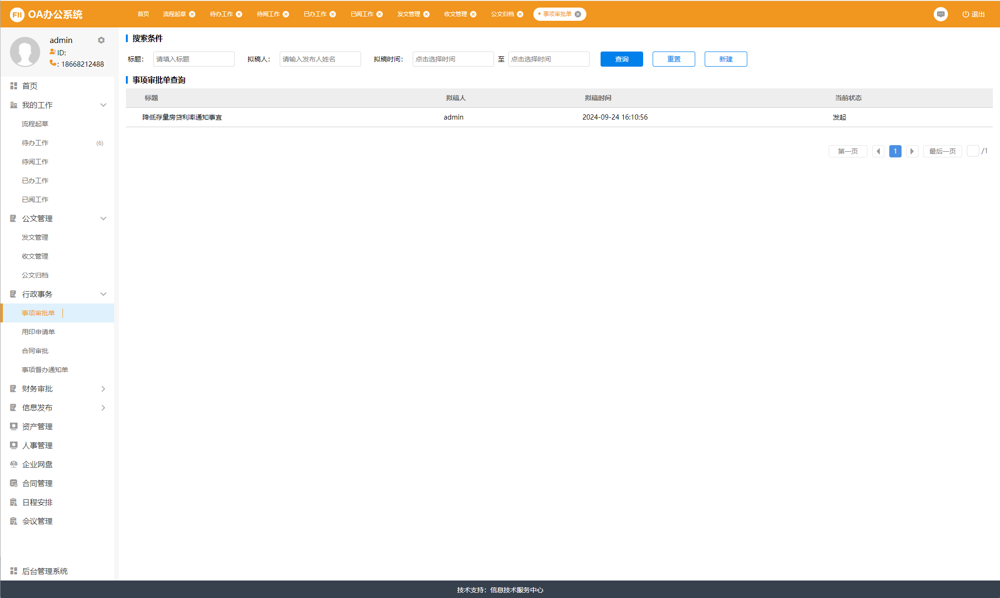 FII OA办公系统
首页 流程起草 待办工作 待阅工作 已办工作 已阅工作 发文管理 收文管理 公文归档 事项审批单
退出
admin
ID:
: 18668212488
首页
我的工作
流程起草
待办工作 (6)
待阅工作
已办工作
已阅工作
公文管理
发文管理
收文管理
公文归档
行政事务
事项审批单
用印申请单
合同审批
事项督办通知单
财务审批
信息发布
资产管理
人事管理
企业网盘
合同管理
日程安排
会议管理
后台管理系统
搜索条件
标题: 请填入标题 拟稿人: 请输入发布人姓名 拟稿时间: 点击选择时间 至 点击选择时间 查询 重置 新建
事项审批单查询
标题 拟稿人 拟稿时间 当前状态
降低存量房贷利率通知事宜 admin 2024-09-24 16:10:56 发起
第一页 1 最后一页 /1
技术支持：信息技术服务中心